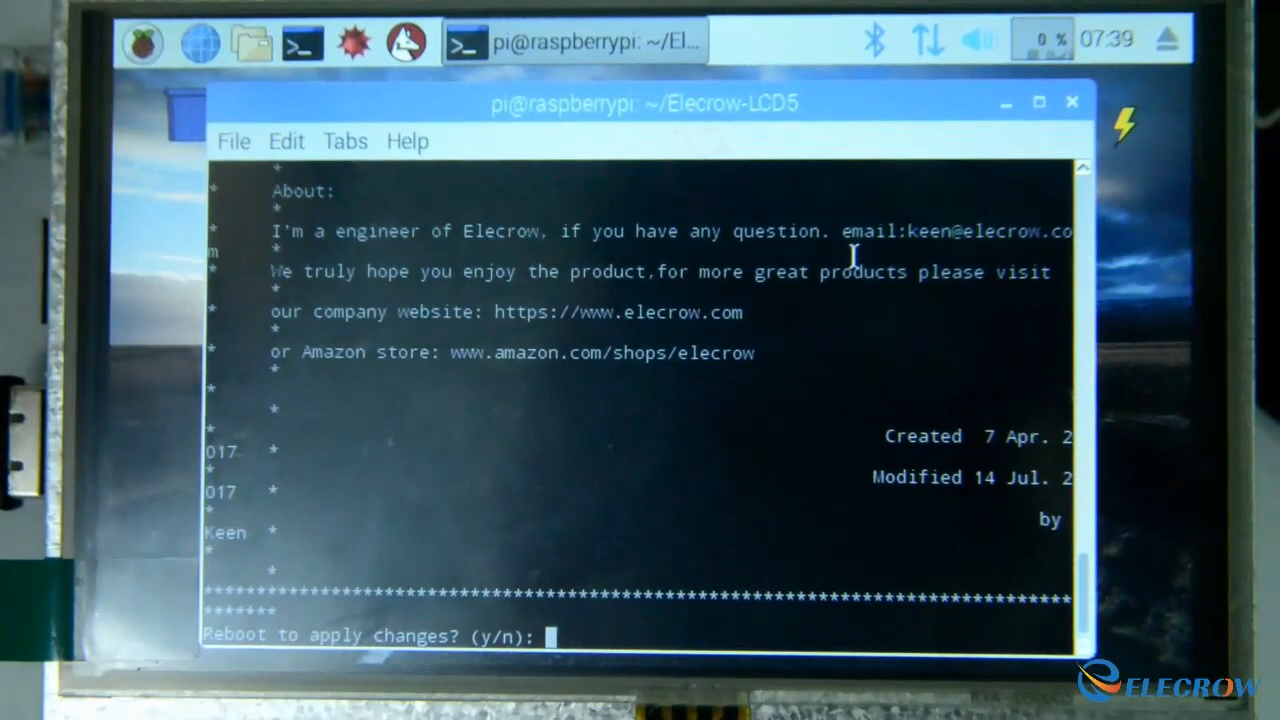 pi@raspberrypi: ~/El...
0 %
07:39
pi@raspberrypi: ~/Elecrow-LCD5
File Edit Tabs Help
*
* About:
*
* I'm a engineer of Elecrow, if you have any question. email:keen@elecrow.co
m
* We truly hope you enjoy the product,for more great products please visit
*
* our company website: https://www.elecrow.com
*
* or Amazon store: www.amazon.com/shops/elecrow
*
*
*
* Created 7 Apr. 2
017 *
* Modified 14 Jul. 2
017 *
* by
Keen *
*
*
**********************************************************************************
*******
Reboot to apply changes? (y/n):
ELECROW